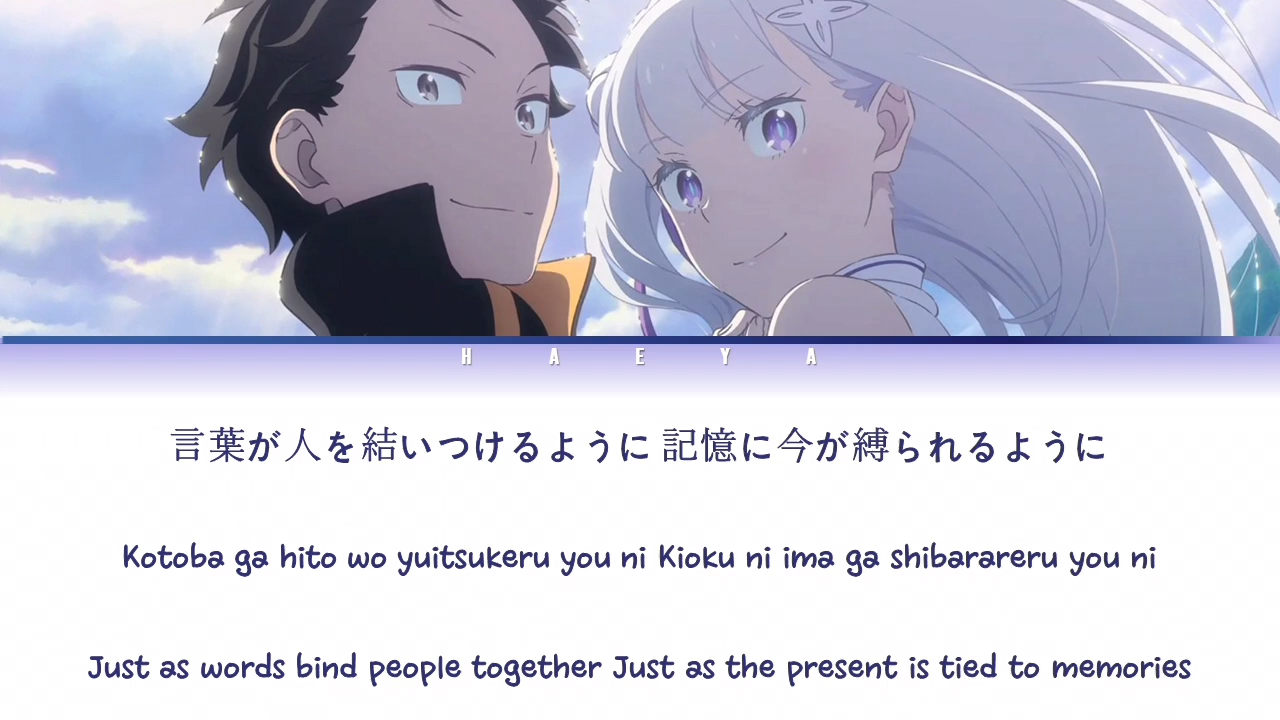 H A E Y A
言葉が人を結いつけるように 記憶に今が縛られるように
Kotoba ga hito wo yuitsukeru you ni Kioku ni ima ga shibarareru you ni
Just as words bind people together Just as the present is tied to memories